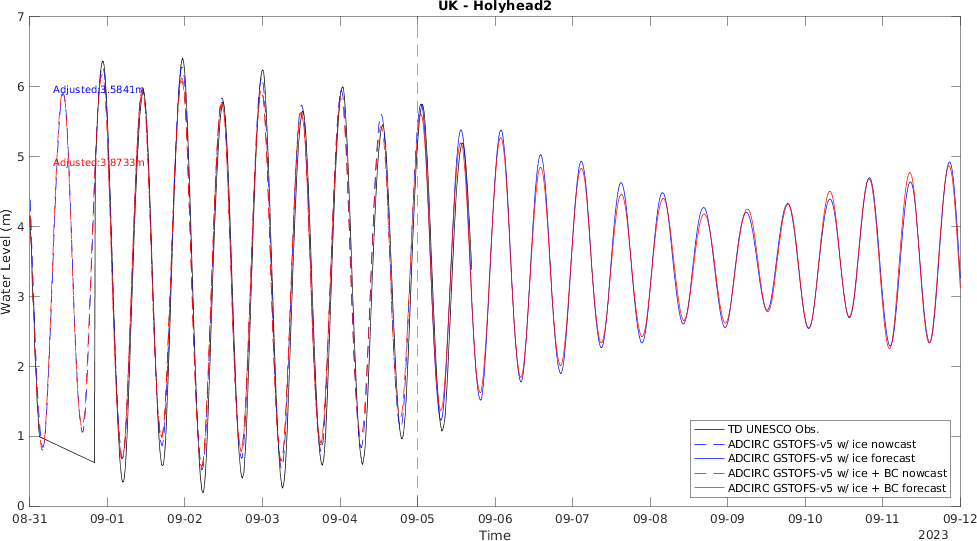 UK - Holyhead2
7
6
5
4
3
2
1
0
Water Level (m)
Adjusted:3.5841m
Adjusted:3.8733m
TD UNESCO Obs.
ADCIRC GSTOFS-v5 w/ ice nowcast
ADCIRC GSTOFS-v5 w/ ice forecast
ADCIRC GSTOFS-v5 w/ ice + BC nowcast
ADCIRC GSTOFS-v5 w/ ice + BC forecast
08-31 09-01 09-02 09-03 09-04 09-05 09-06 09-07 09-08 09-09 09-10 09-11 09-12
Time
2023